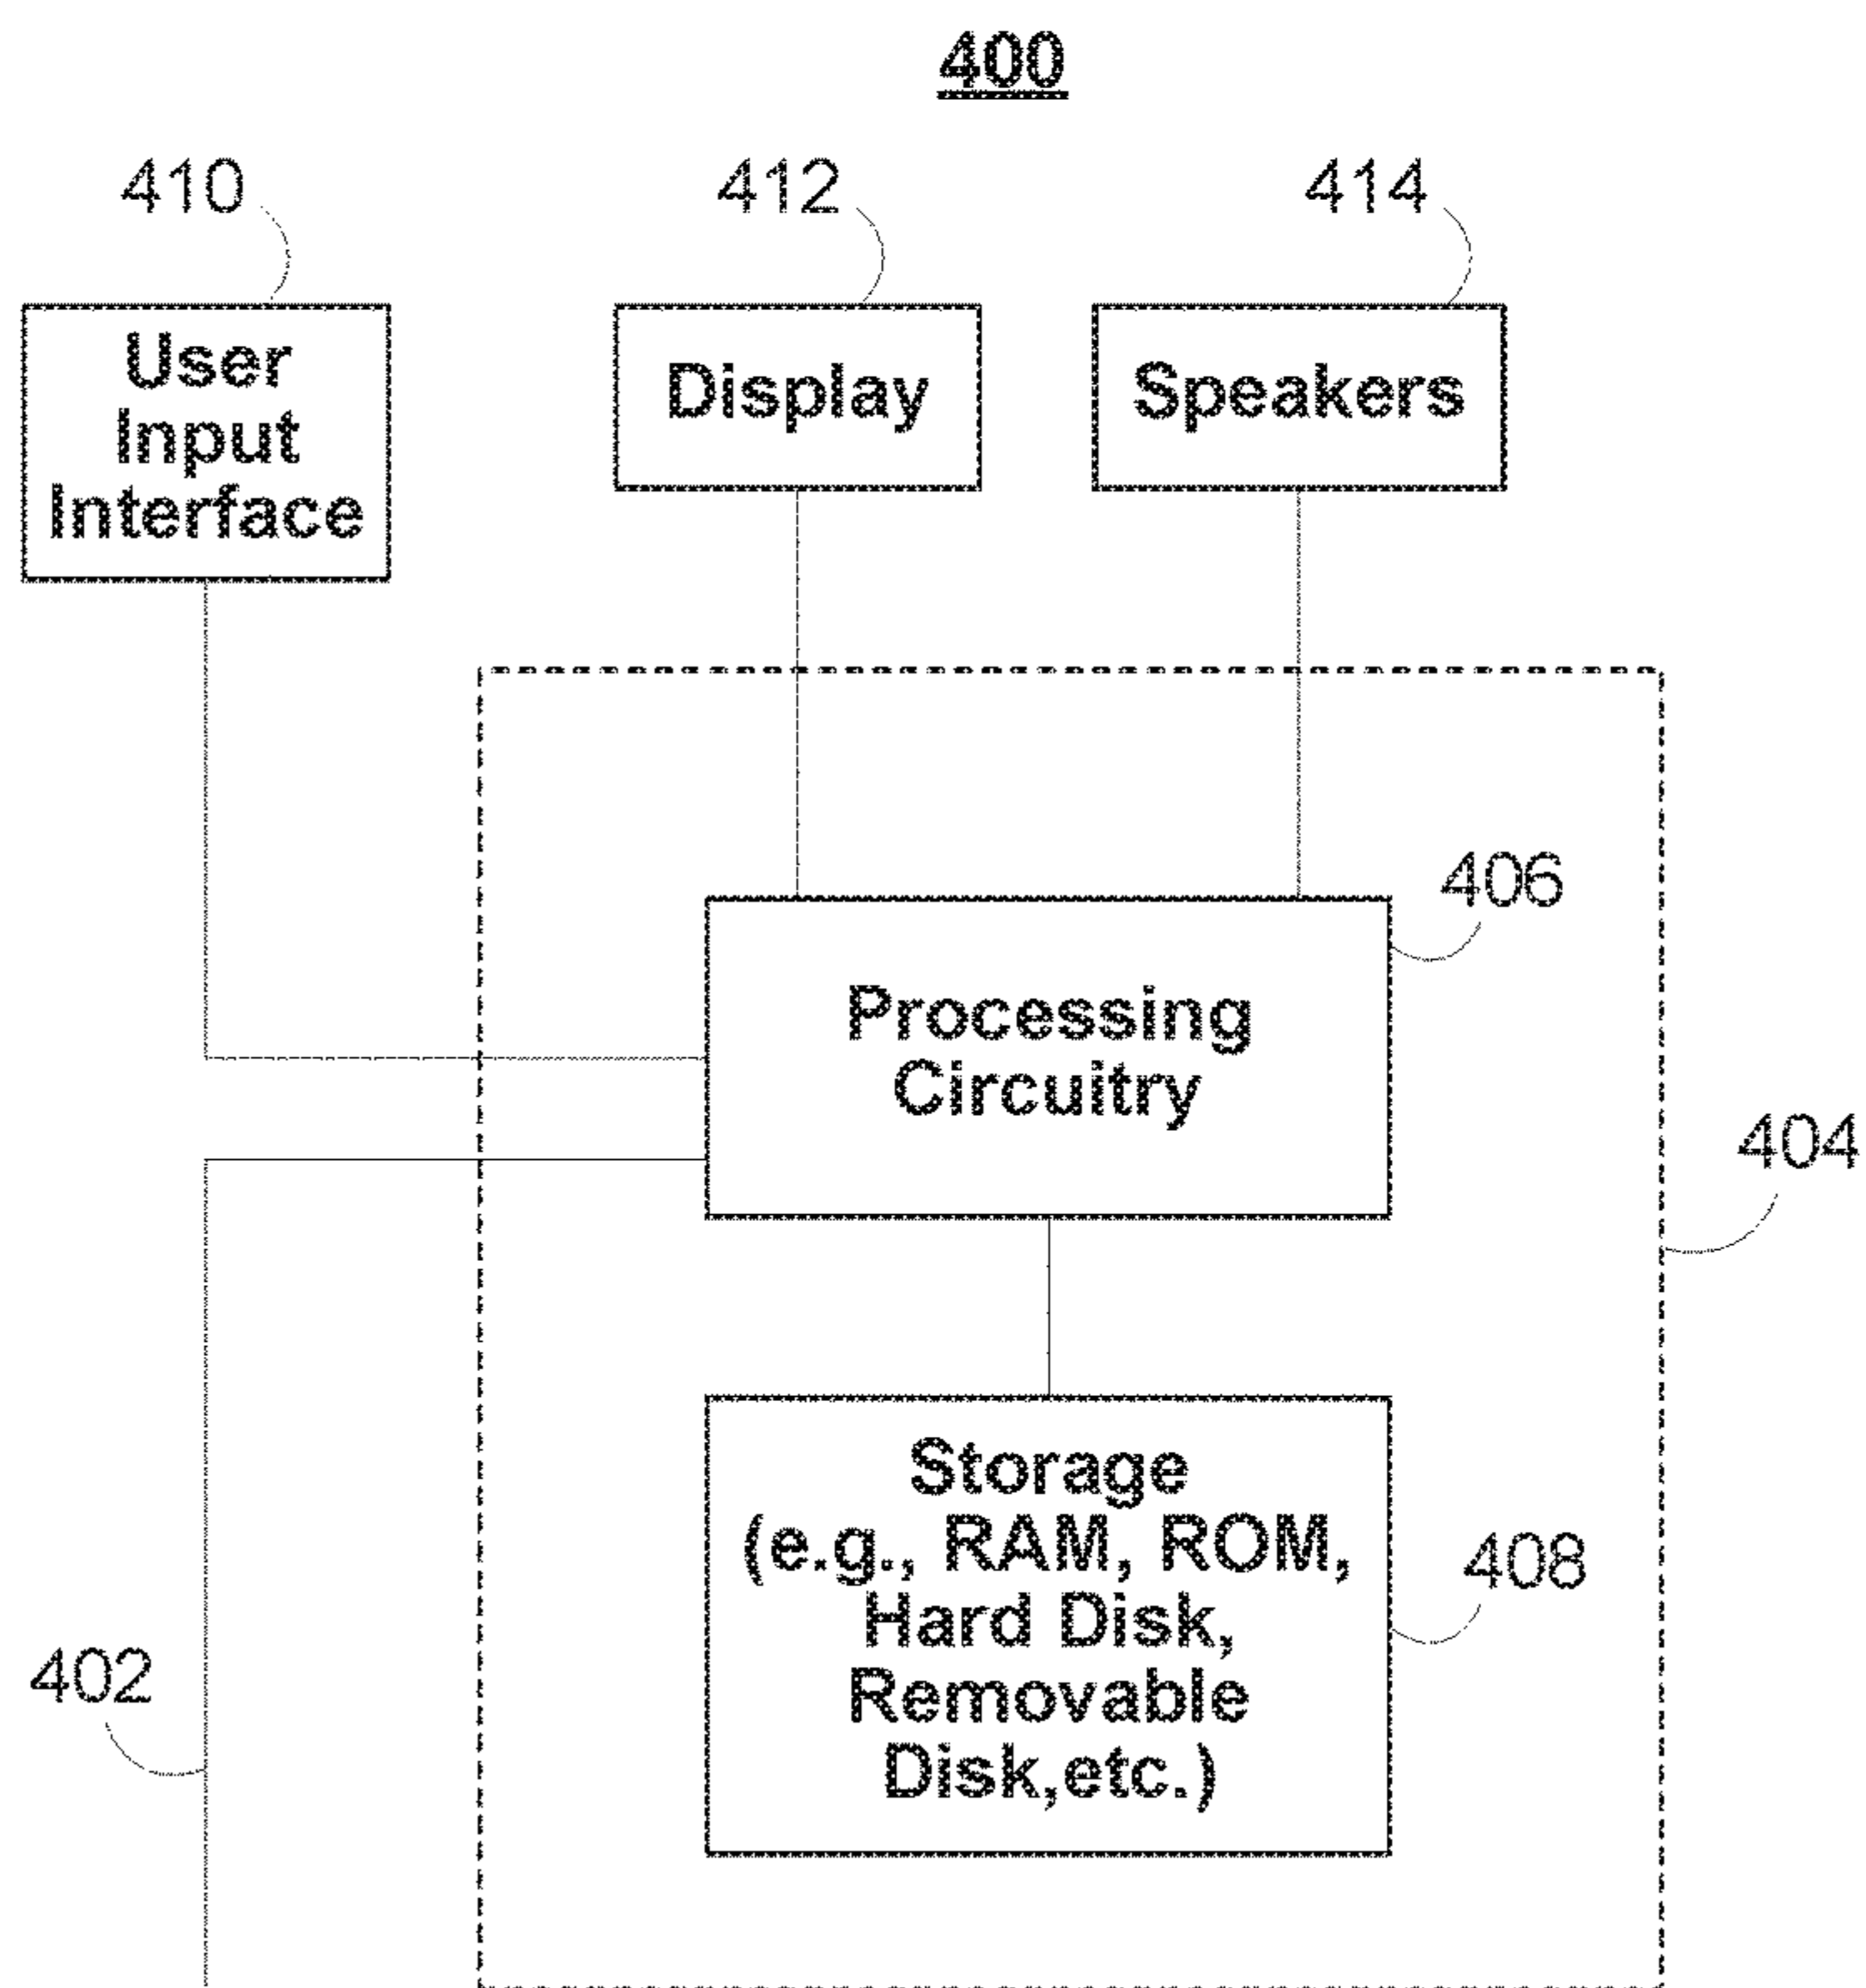 400
410
412
414
User
Input
Interface
Display
Speakers
406
Processing
Circuitry
404
Storage
(e.g., RAM, ROM,
Hard Disk,
Removable
Disk,etc.)
408
402